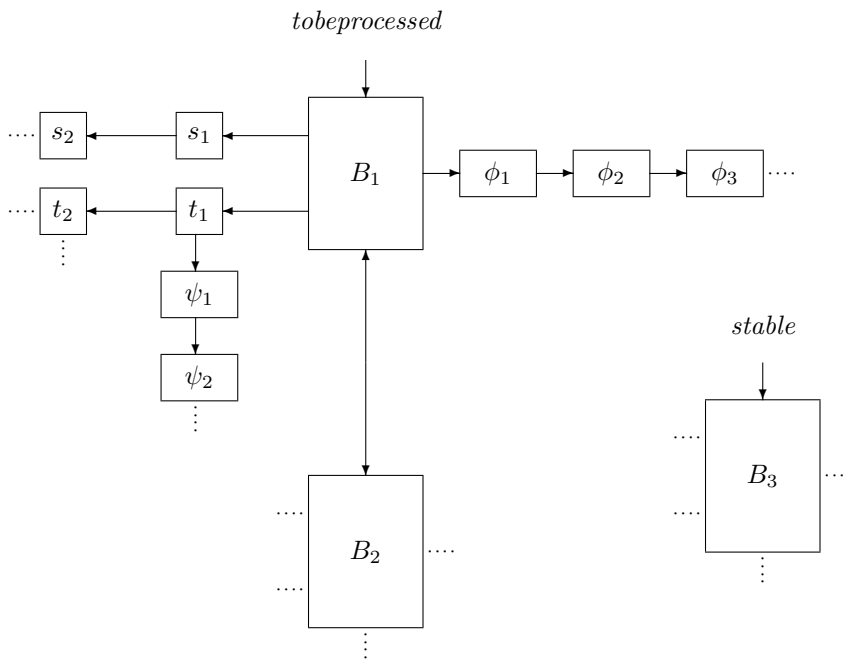 tobeprocessed
s₂ s₁ B₁ ϕ₁ ϕ₂ ϕ₃
t₂ t₁
ψ₁
stable
ψ₂
B₃
B₂